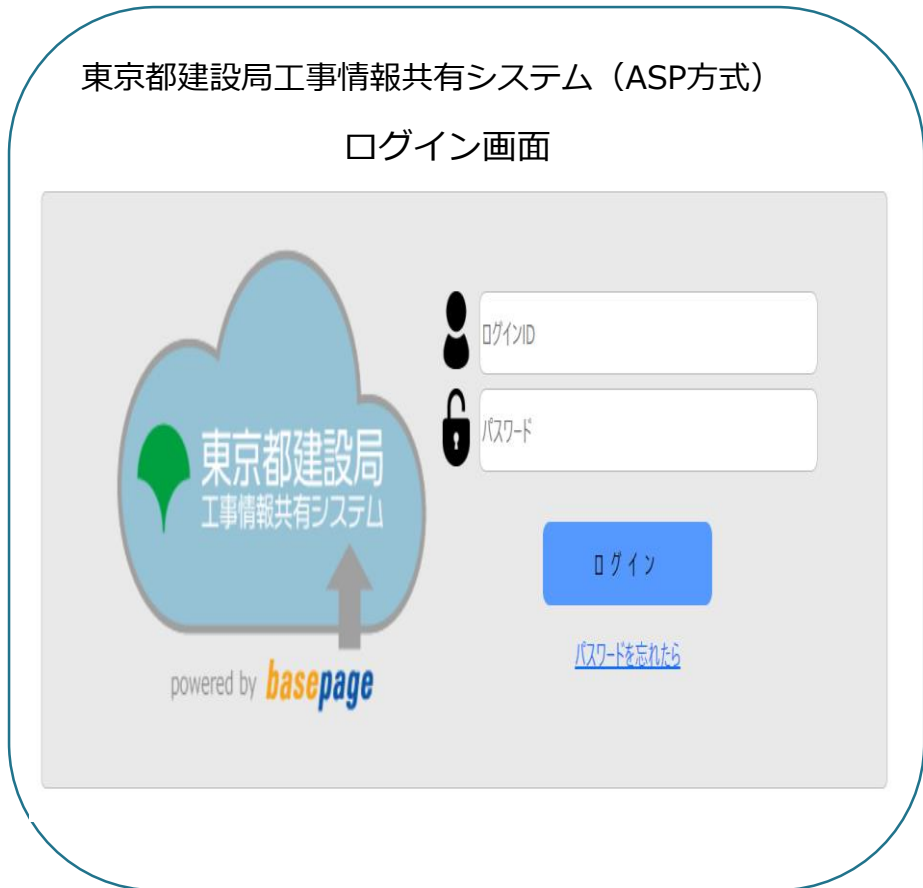 東京都建設局工事情報共有システム（ASP方式）
ログイン画面
ログインID
パスワード
東京都建設局
工事情報共有システム
ログイン
パスワードを忘れたら
powered by basepage